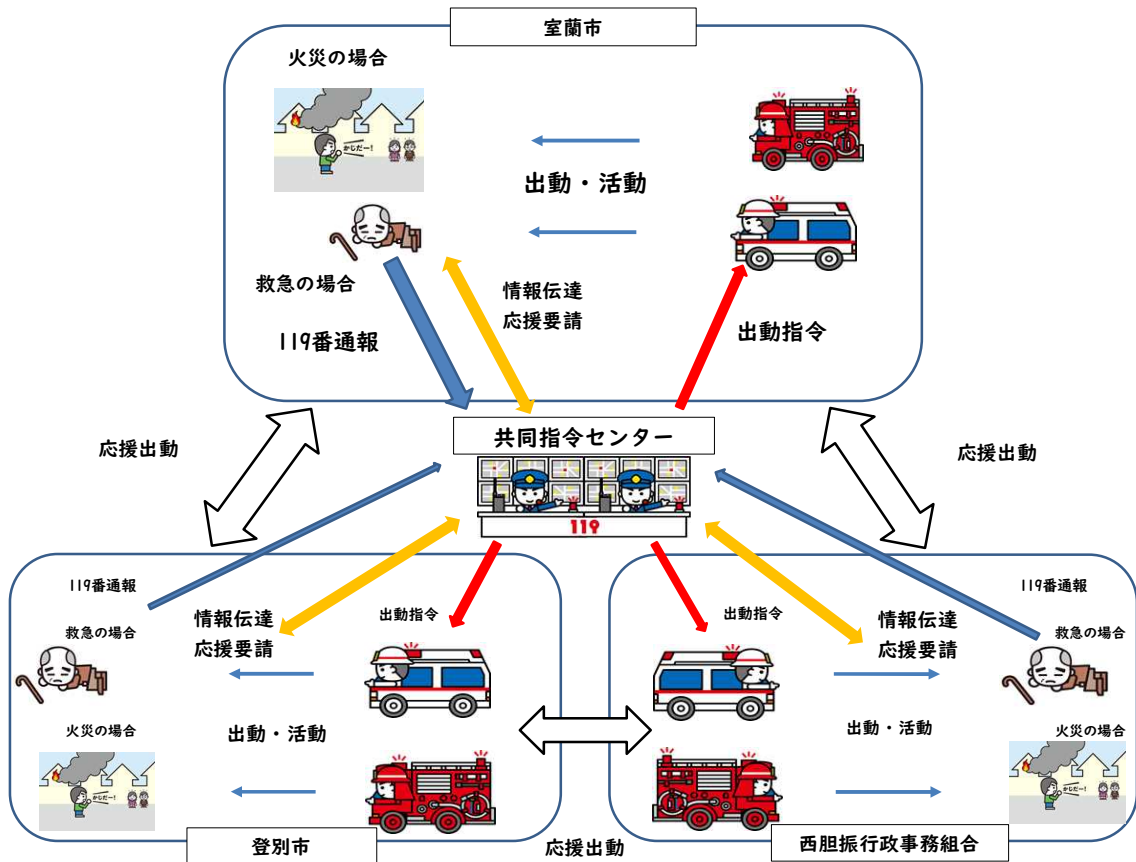 室蘭市
火災の場合
かじだー!
出動・活動
救急の場合
119番通報
情報伝達
応援要請
出動指令
応援出動
共同指令センター
応援出動
119
119番通報
救急の場合
情報伝達
応援要請
出動指令
火災の場合
かじだー!
出動・活動
登別市
応援出動
出動指令
情報伝達
応援要請
119番通報
救急の場合
出動・活動
火災の場合
かじだー!
西胆振行政事務組合